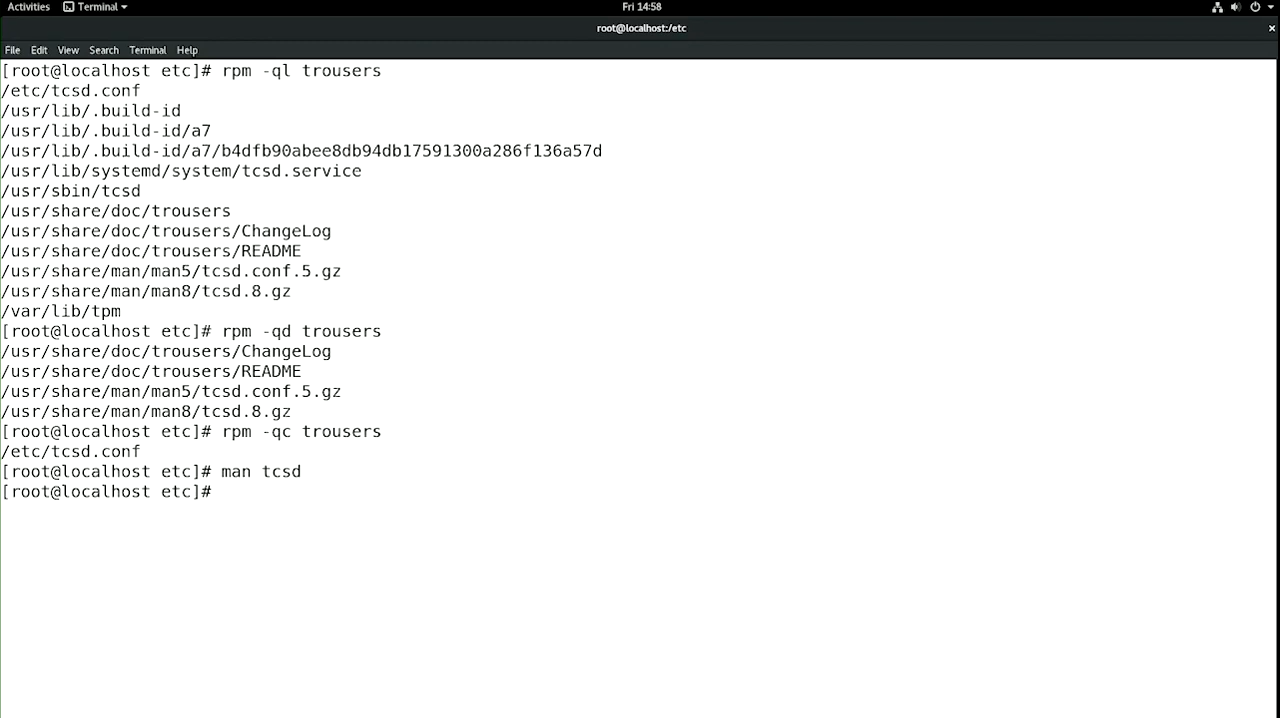 Activities Terminal Fri 14:58
root@localhost:/etc ×
File Edit View Search Terminal Help
[root@localhost etc]# rpm -ql trousers
/etc/tcsd.conf
/usr/lib/.build-id
/usr/lib/.build-id/a7
/usr/lib/.build-id/a7/b4dfb90abee8db94db17591300a286f136a57d
/usr/lib/systemd/system/tcsd.service
/usr/sbin/tcsd
/usr/share/doc/trousers
/usr/share/doc/trousers/ChangeLog
/usr/share/doc/trousers/README
/usr/share/man/man5/tcsd.conf.5.gz
/usr/share/man/man8/tcsd.8.gz
/var/lib/tpm
[root@localhost etc]# rpm -qd trousers
/usr/share/doc/trousers/ChangeLog
/usr/share/doc/trousers/README
/usr/share/man/man5/tcsd.conf.5.gz
/usr/share/man/man8/tcsd.8.gz
[root@localhost etc]# rpm -qc trousers
/etc/tcsd.conf
[root@localhost etc]# man tcsd
[root@localhost etc]#